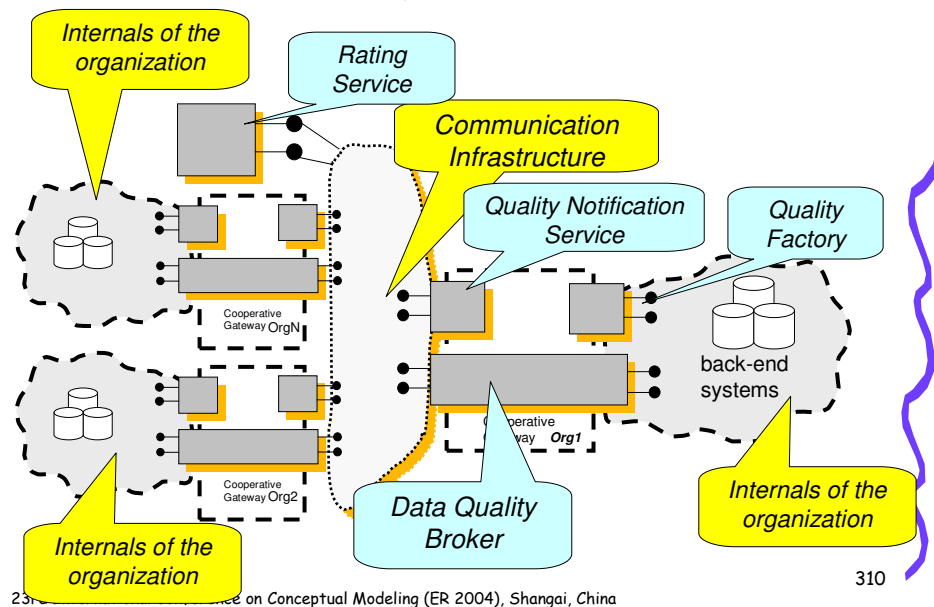 Internals of the
organization
Rating
Service
Communication
Infrastructure
Quality Notification
Service
Quality
Factory
Cooperative
Gateway OrgN
back-end
systems
Cooperative
Gateway Org2
Org1
Data Quality
Broker
Internals of the
organization
Internals of the
organization
310
on Conceptual Modeling (ER 2004), Shangai, China